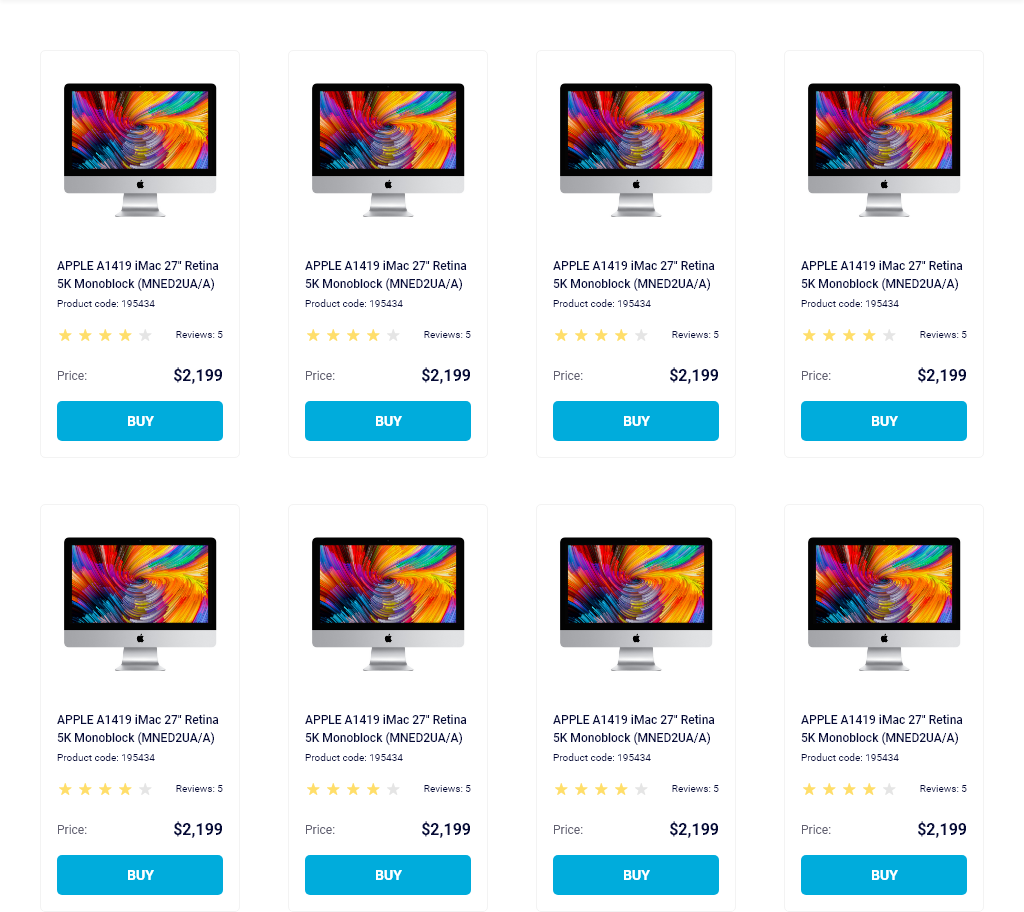 APPLE A1419 iMac 27" Retina
5K Monoblock (MNED2UA/A)
Product code: 195434
Reviews: 5
Price: $2,199
BUY
APPLE A1419 iMac 27" Retina
5K Monoblock (MNED2UA/A)
Product code: 195434
Reviews: 5
Price: $2,199
BUY
APPLE A1419 iMac 27" Retina
5K Monoblock (MNED2UA/A)
Product code: 195434
Reviews: 5
Price: $2,199
BUY
APPLE A1419 iMac 27" Retina
5K Monoblock (MNED2UA/A)
Product code: 195434
Reviews: 5
Price: $2,199
BUY
APPLE A1419 iMac 27" Retina
5K Monoblock (MNED2UA/A)
Product code: 195434
Reviews: 5
Price: $2,199
BUY
APPLE A1419 iMac 27" Retina
5K Monoblock (MNED2UA/A)
Product code: 195434
Reviews: 5
Price: $2,199
BUY
APPLE A1419 iMac 27" Retina
5K Monoblock (MNED2UA/A)
Product code: 195434
Reviews: 5
Price: $2,199
BUY
APPLE A1419 iMac 27" Retina
5K Monoblock (MNED2UA/A)
Product code: 195434
Reviews: 5
Price: $2,199
BUY